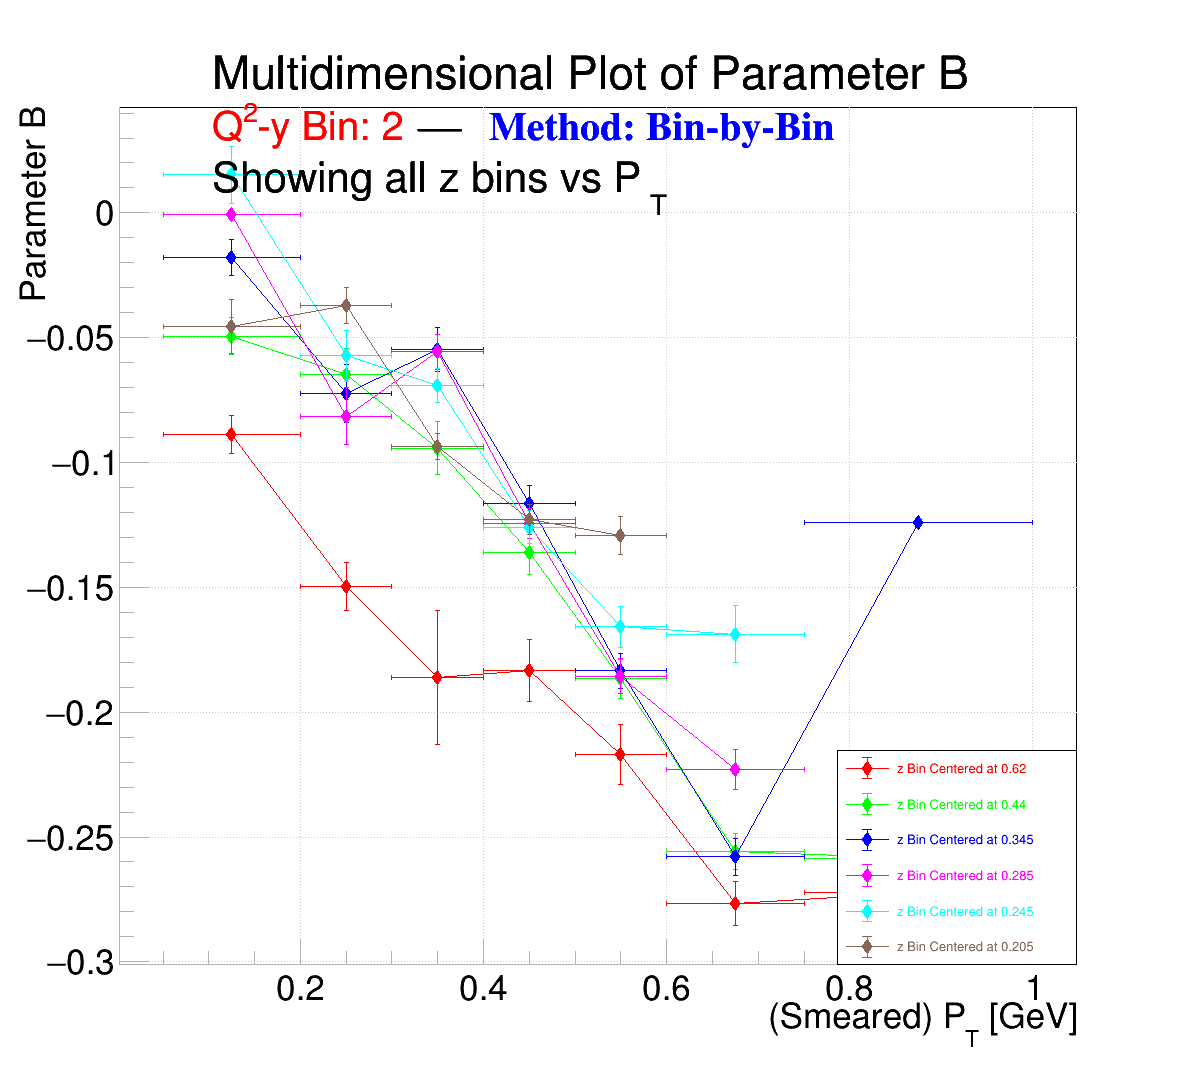 Multidimensional Plot of Parameter B
Q²-y Bin: 2 — Method: Bin-by-Bin
Showing all z bins vs P_T
Parameter B
0
−0.05
−0.1
−0.15
−0.2
−0.25
−0.3
z Bin Centered at 0.62
z Bin Centered at 0.44
z Bin Centered at 0.345
z Bin Centered at 0.285
z Bin Centered at 0.245
z Bin Centered at 0.205
0.2 0.4 0.6 0.8 1
(Smeared) P_T [GeV]